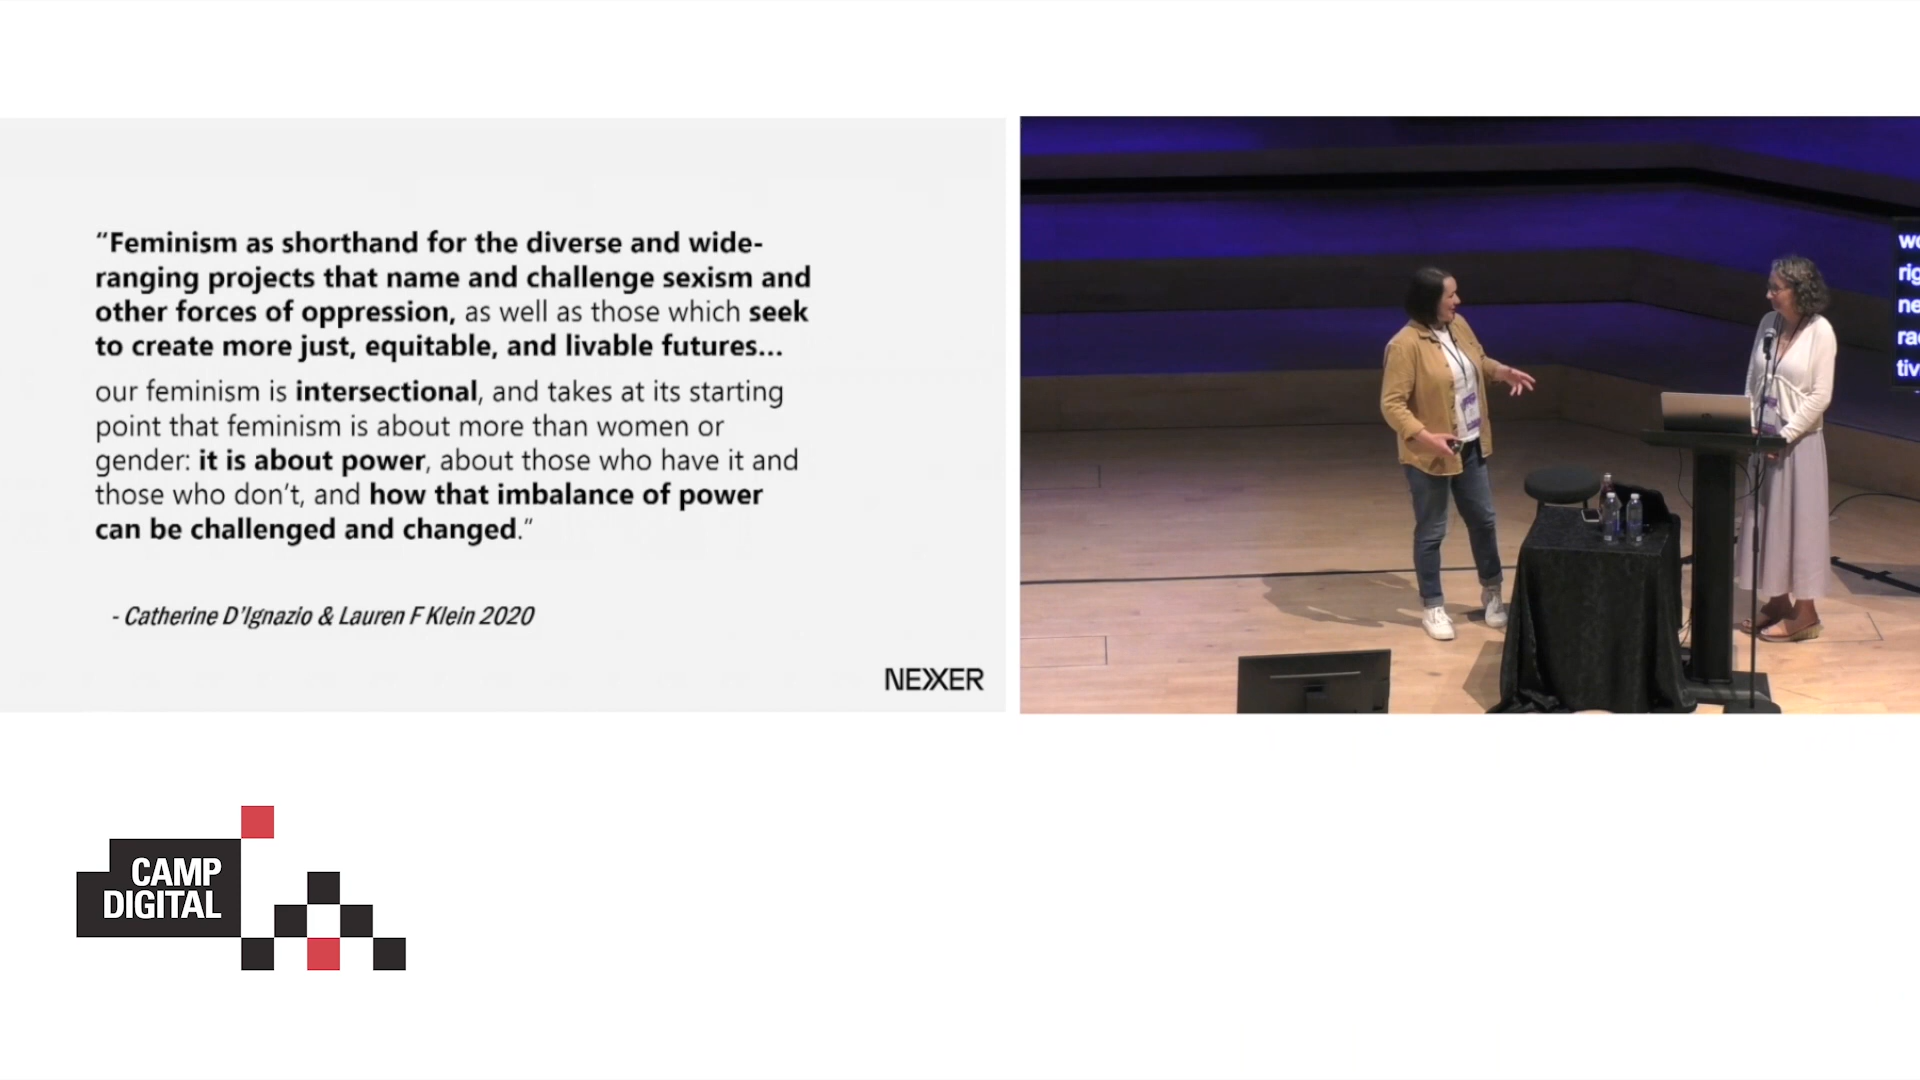 “Feminism as shorthand for the diverse and wide-
ranging projects that name and challenge sexism and
other forces of oppression, as well as those which seek
to create more just, equitable, and livable futures...
our feminism is intersectional, and takes at its starting
point that feminism is about more than women or
gender: it is about power, about those who have it and
those who don’t, and how that imbalance of power
can be challenged and changed.”
- Catherine D'Ignazio & Lauren F Klein 2020
NEXER
CAMP
DIGITAL